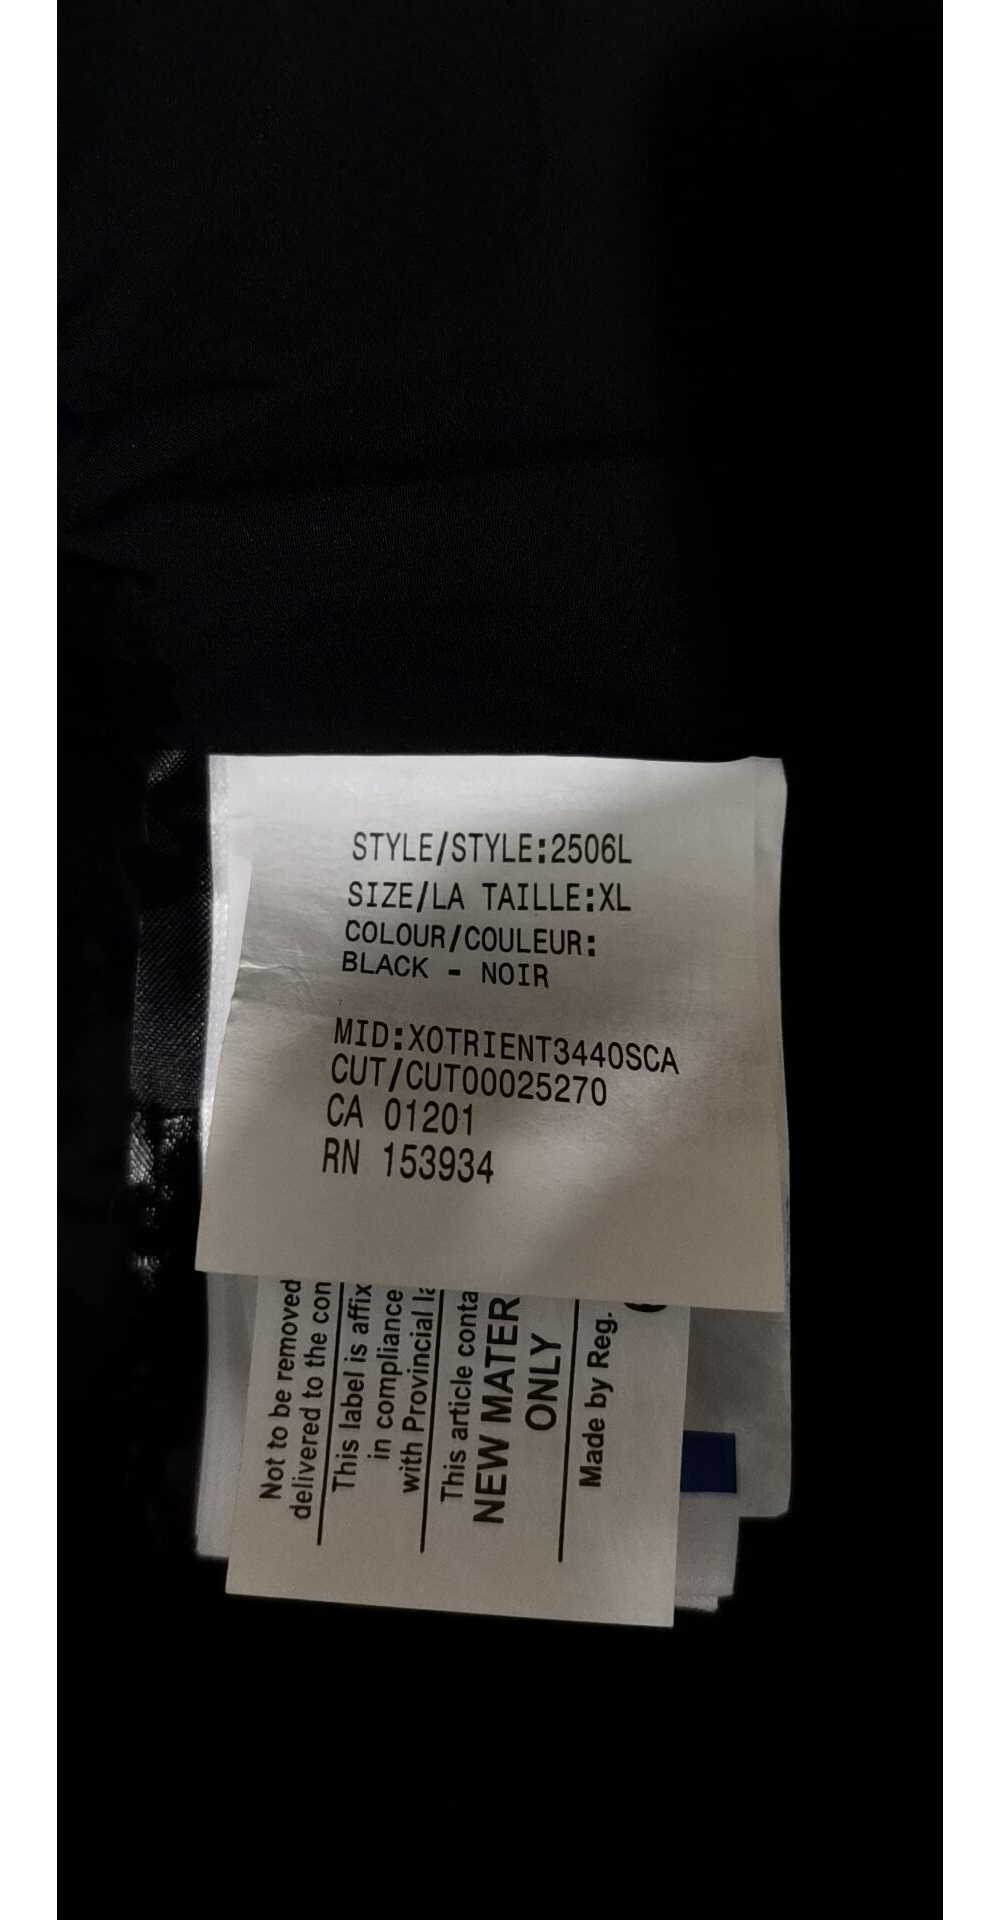 STYLE/STYLE:2506L
SIZE/LA TAILLE:XL
COLOUR/COULEUR:
BLACK - NOIR
MID:XOTRIENT3440SCA
CUT/CUT00025270
CA 01201
RN 153934
Not to be removed
delivered to the con
This label is affix
in compliance
with Provincial la
This article conta
NEW MATER
ONLY
Made by Reg.